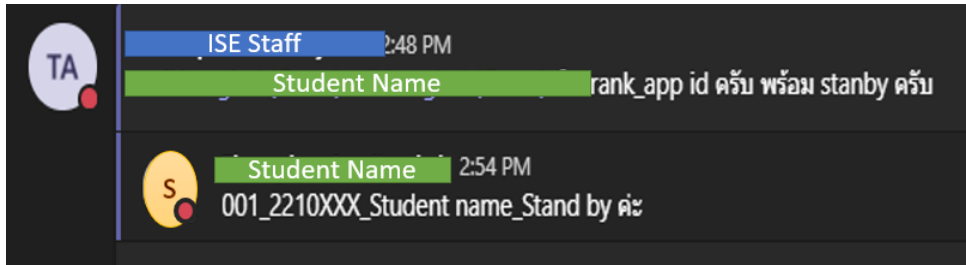 TA
ISE Staff 2:48 PM
Student Name rank_app id ครับ พร้อม stanby ครับ
S
Student Name 2:54 PM
001_2210XXX_Student name_Stand by ค่ะ